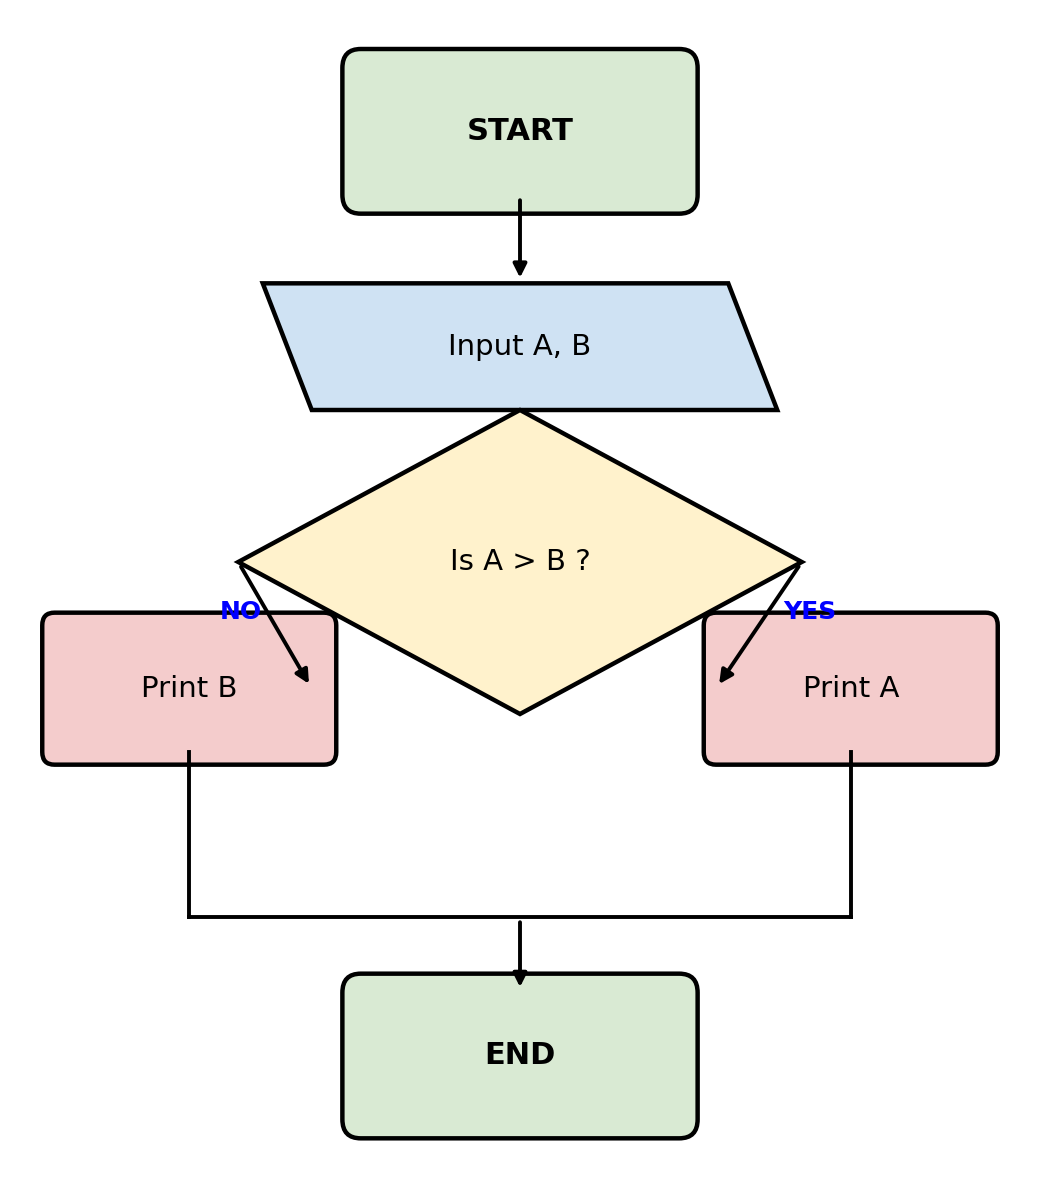 START
Input A, B
Is A > B ?
NO
YES
Print B
Print A
END